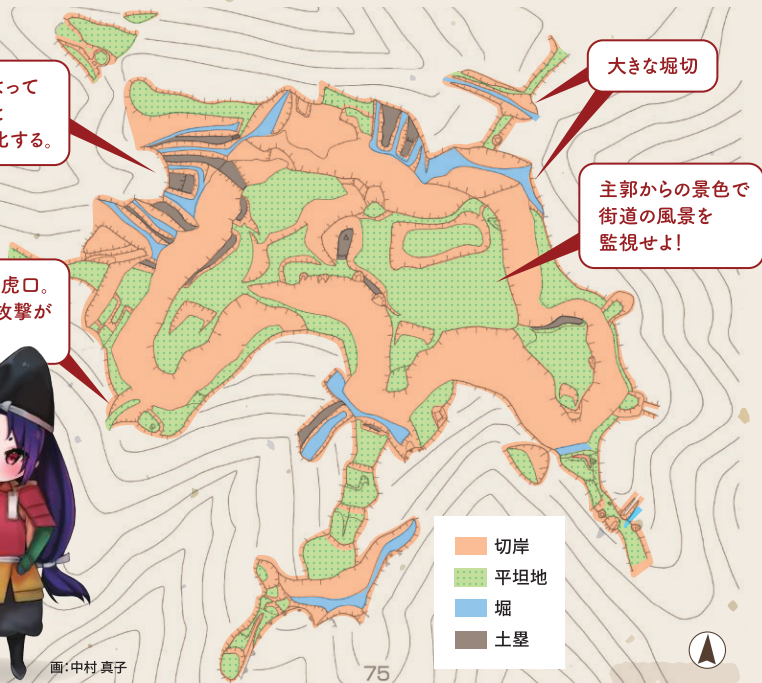 大きな堀切
よって
と
化する。
主郭からの景色で
街道の風景を
監視せよ!
虎口。
攻撃が
切岸
平坦地
堀
土塁
画:中村 真子
75